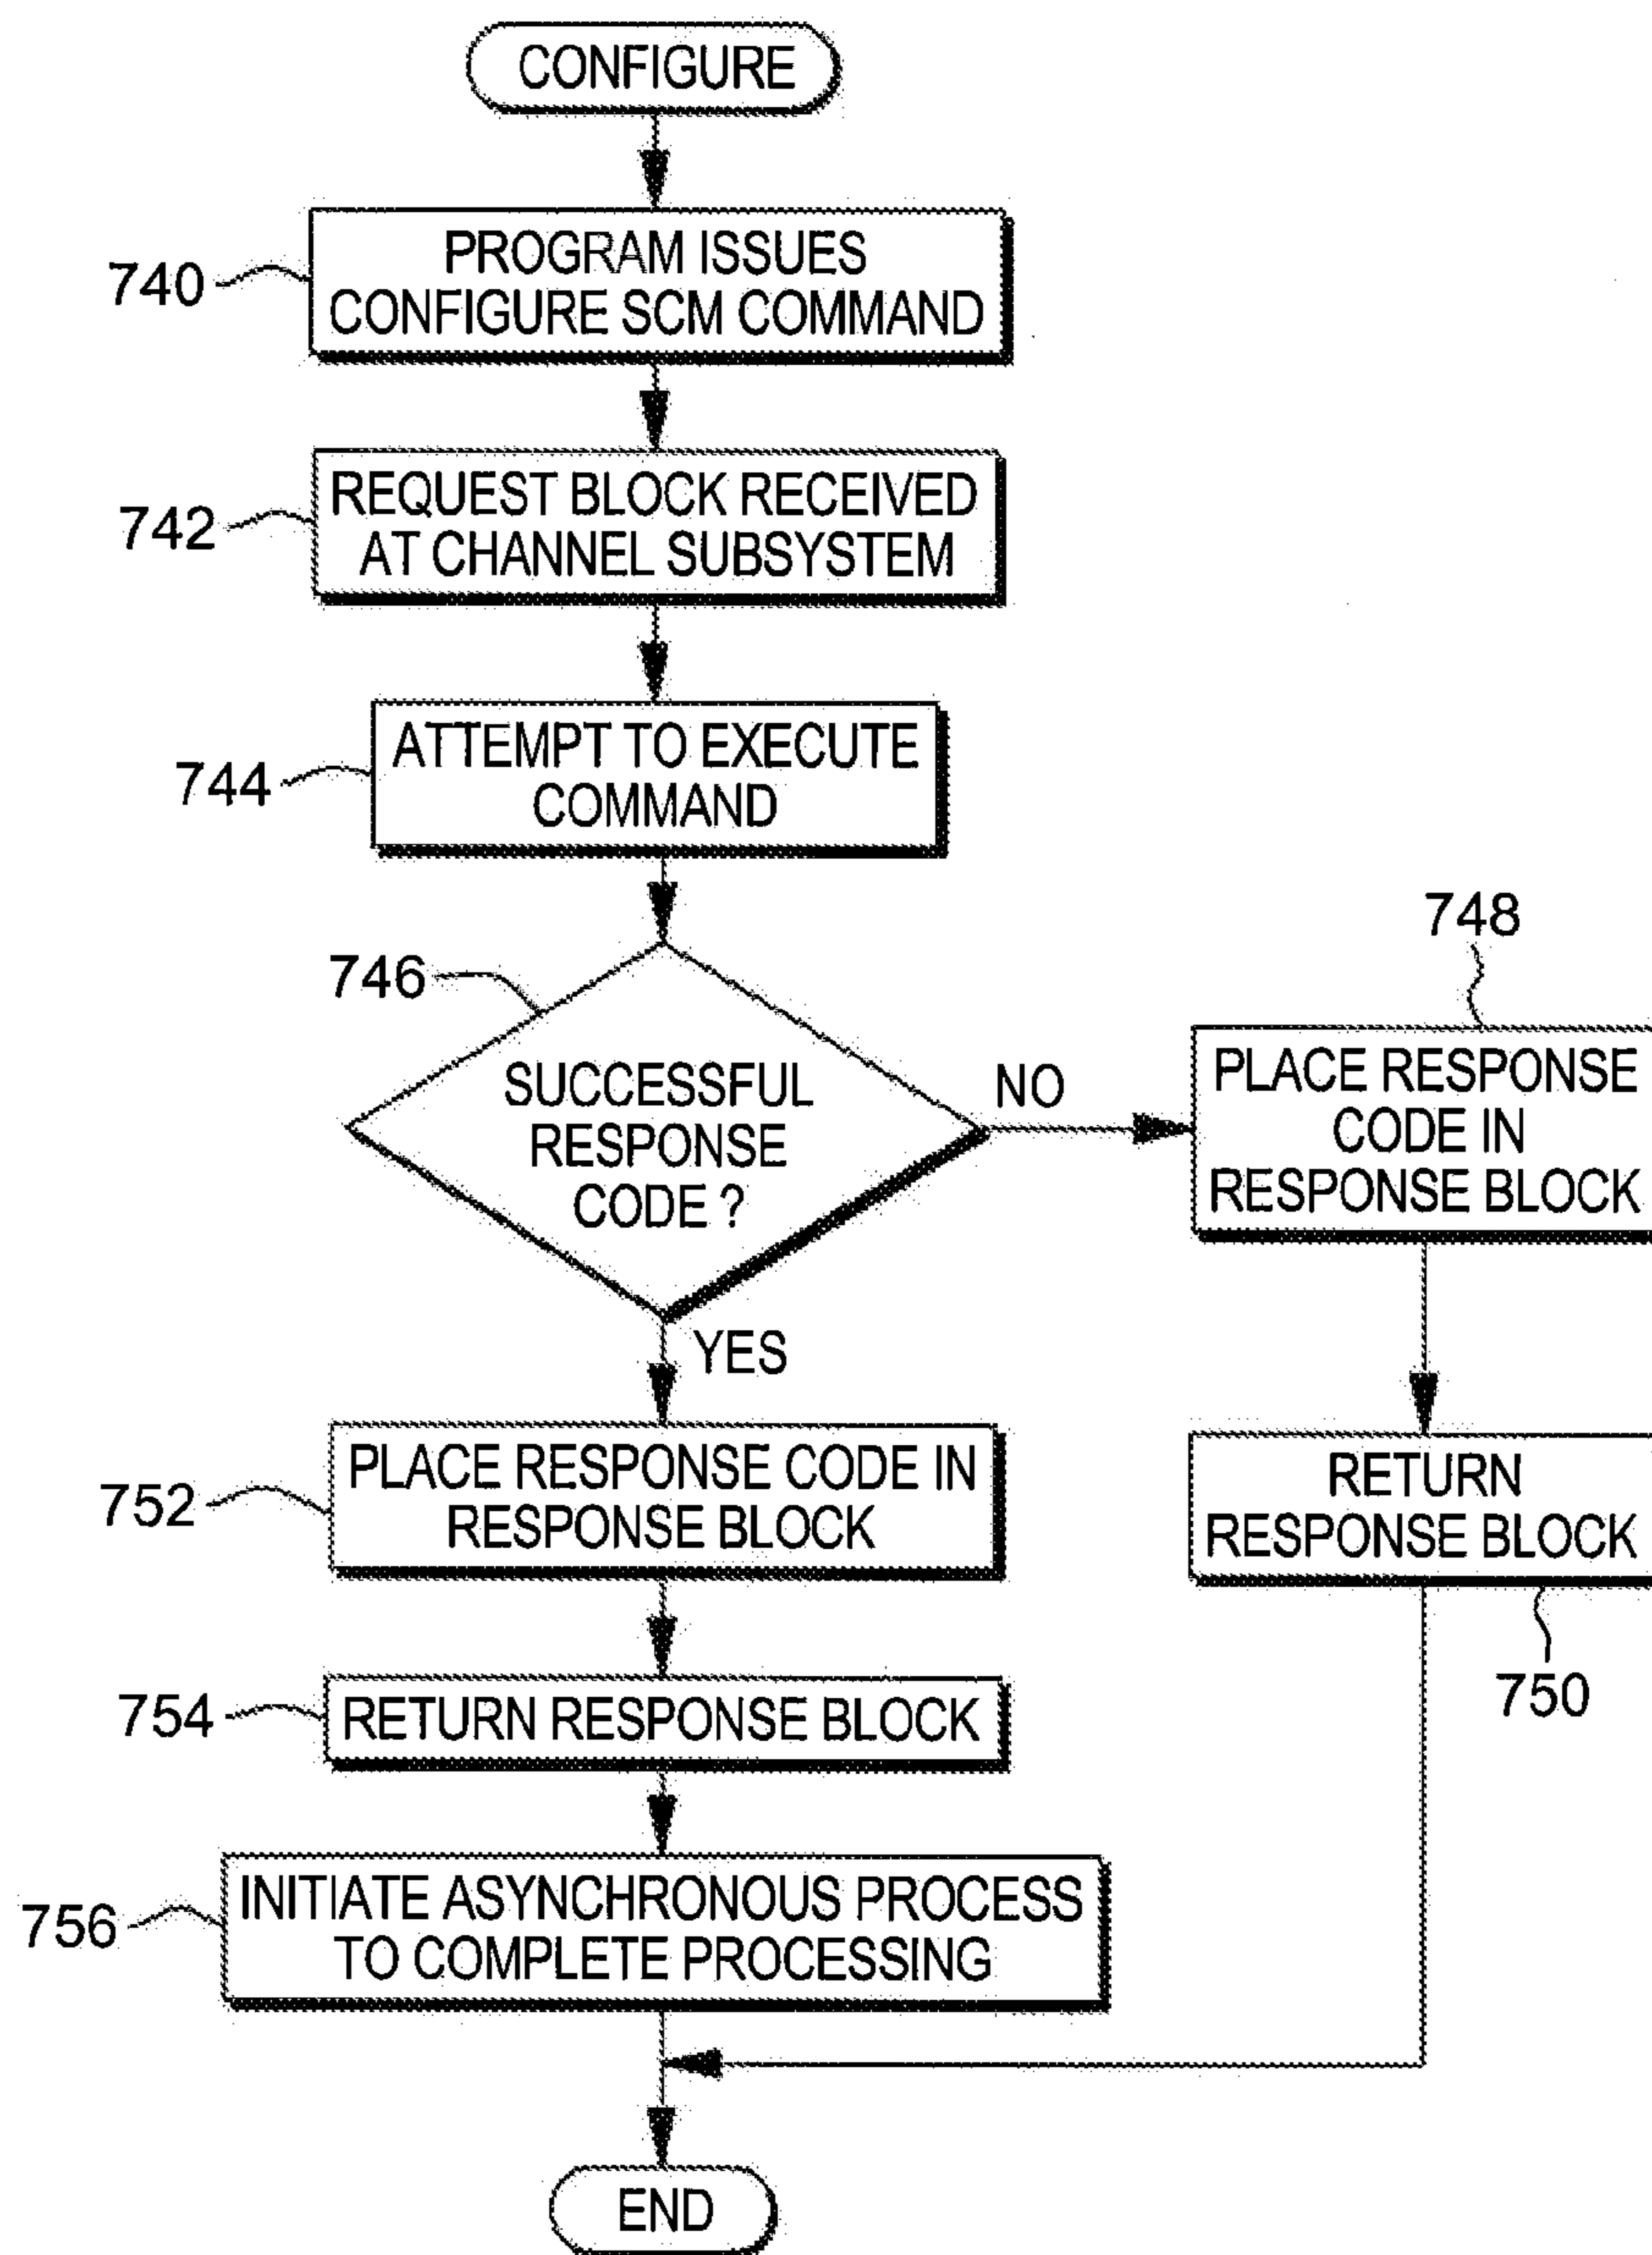 CONFIGURE
740
PROGRAM ISSUES
CONFIGURE SCM COMMAND
742
REQUEST BLOCK RECEIVED
AT CHANNEL SUBSYSTEM
744
ATTEMPT TO EXECUTE
COMMAND
746
SUCCESSFUL
RESPONSE
CODE ?
NO
748
PLACE RESPONSE
CODE IN
RESPONSE BLOCK
RETURN
RESPONSE BLOCK
750
YES
752
PLACE RESPONSE CODE IN
RESPONSE BLOCK
754
RETURN RESPONSE BLOCK
756
INITIATE ASYNCHRONOUS PROCESS
TO COMPLETE PROCESSING
END